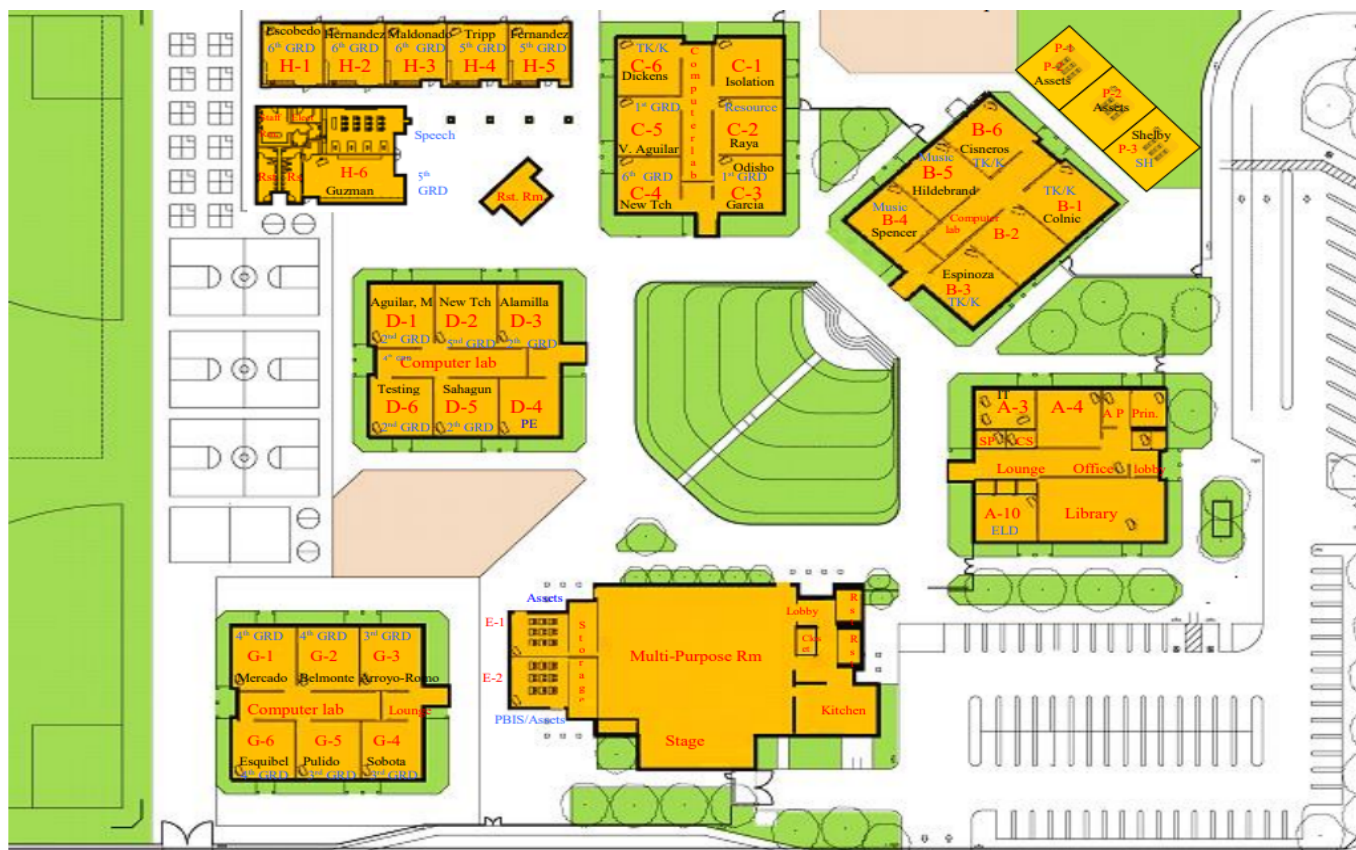 Escobedo
6th GRD
H-1
Hernandez
6th GRD
H-2
Maldonado
6th GRD
H-3
Tripp
5th GRD
H-4
Fernandez
5th GRD
H-5
Staff
H-6
Guzman
Speech
5th
GRD
Rst. Rm
TK/K
C-6
Dickens
C-1
Isolation
1st GRD
C-5
V. Aguilar
Resource
C-2
Raya
6th GRD
C-4
New Tch
Odisho
1st GRD
C-3
Garcia
Computer lab
B-6
Cisneros
TK/K
Music
B-5
Hildebrand
TK/K
B-1
Colnic
Music
B-4
Spencer
Computer
lab
B-2
Espinoza
B-3
TK/K
P-1
Assets
P-2
Assets
Shelby
P-3
SH
Aguilar, M
D-1
2nd GRD
New Tch
D-2
Alamilla
D-3
2th GRD
4th GRD
Computer lab
Testing
D-6
2nd GRD
Sahagun
D-5
2th GRD
D-4
PE
IT
A-3
A-4
A P
Prin.
SP
CS
Lounge
Office
lobby
A-10
ELD
Library
Assets
E-1
E-2
PBIS/Assets
Storage
Multi-Purpose Rm
Stage
Lobby
Closet
Kitchen
4th GRD
G-1
Mercado
4th GRD
G-2
Belmonte
3rd GRD
G-3
Arroyo-Romo
Computer lab
Lounge
G-6
Esquibel
4th GRD
G-5
Pulido
3rd GRD
G-4
Sobota
3rd GRD